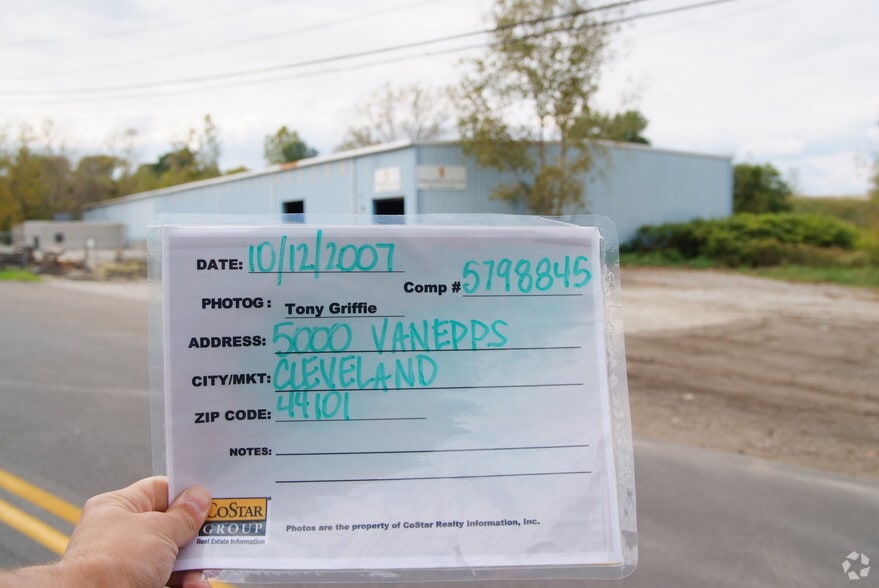 DATE: 10/12/2007
Comp # 5798845
PHOTOG: Tony Griffie
ADDRESS: 5000 VANEPPS
CITY/MKT: CLEVELAND
ZIP CODE: 44101
NOTES:
COSTAR
GROUP
Real Estate Information
Photos are the property of CoStar Realty Information, Inc.